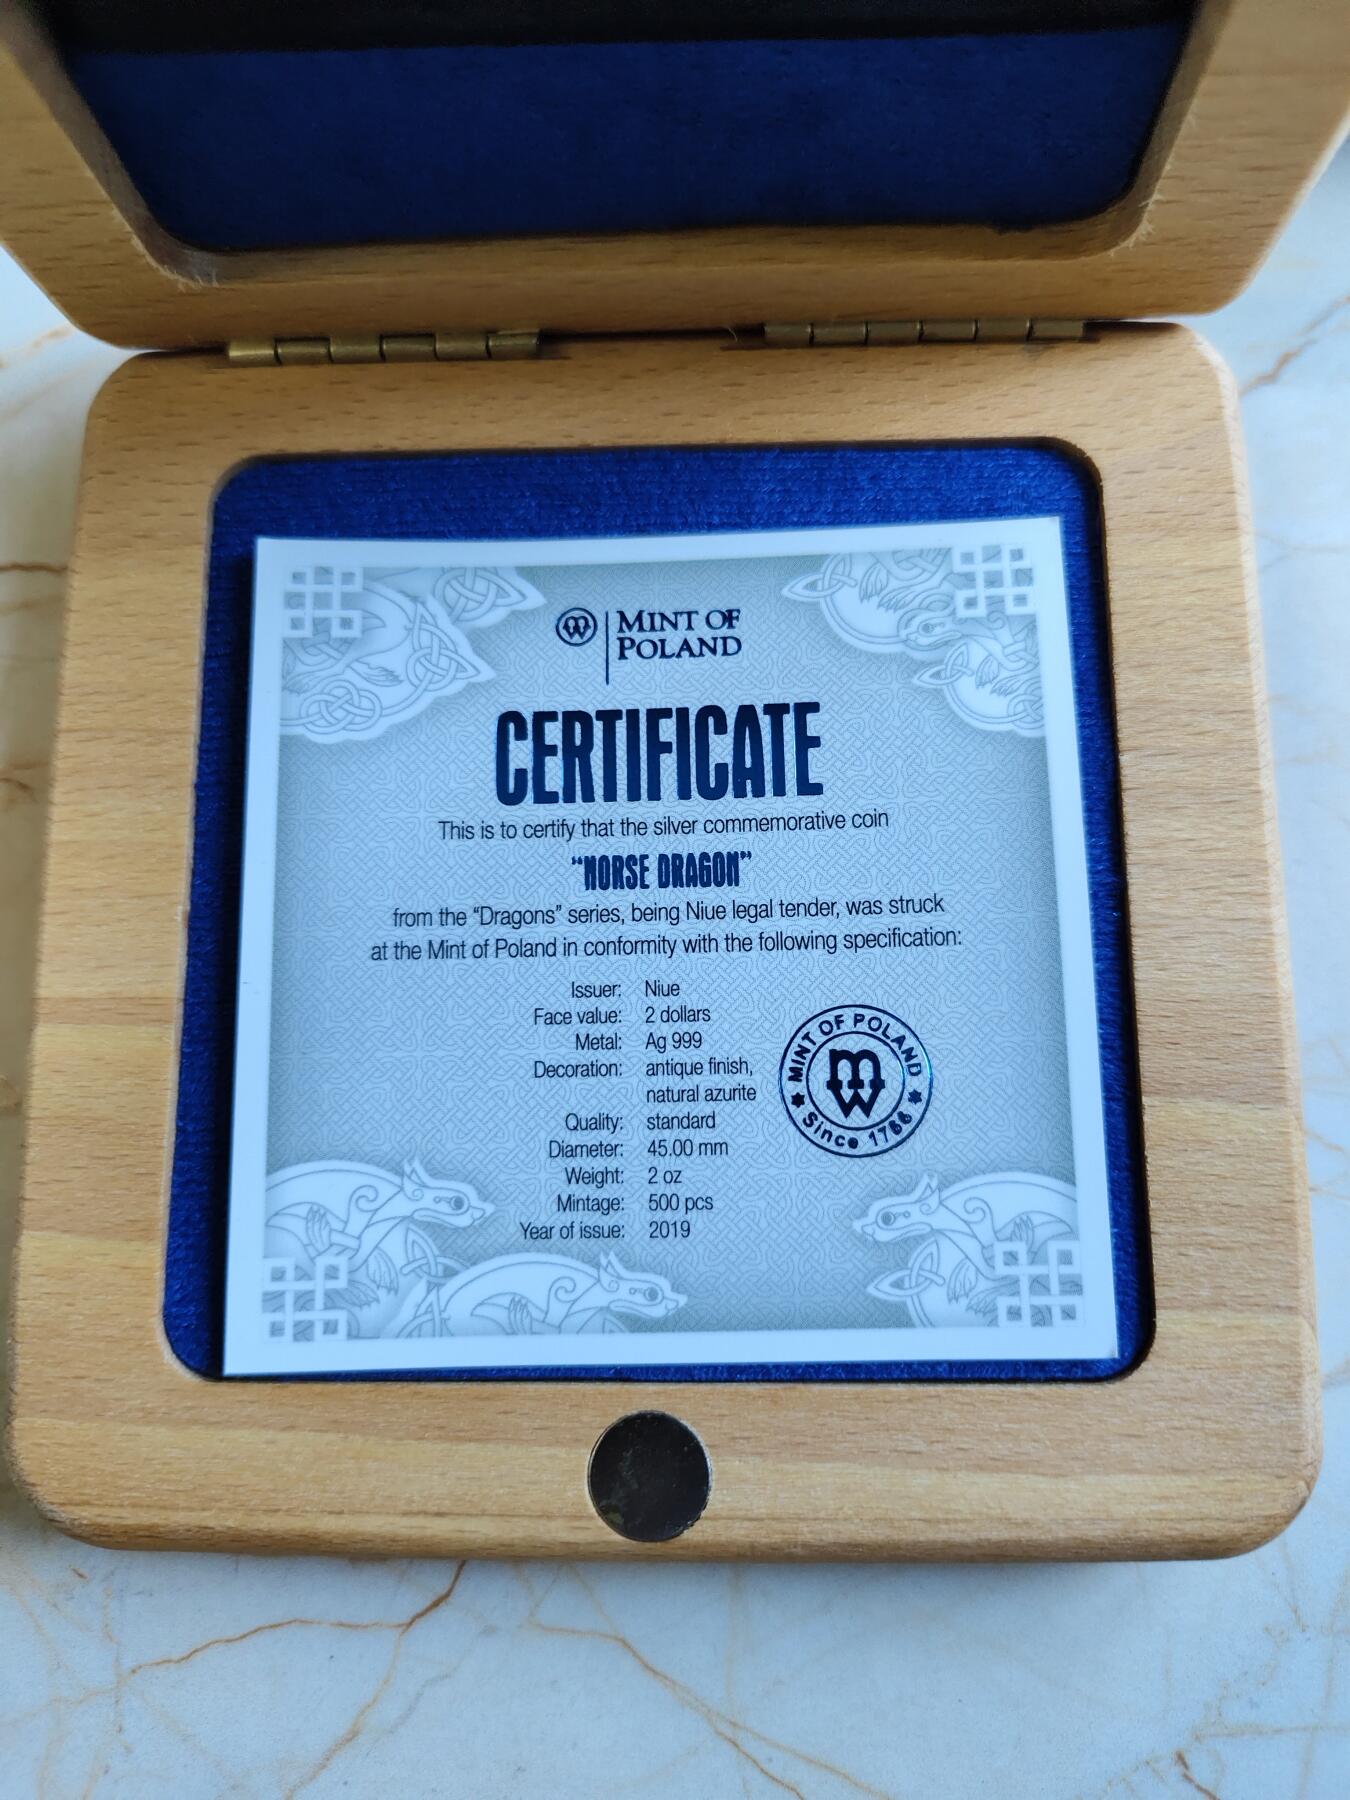 MINT OF
POLAND
CERTIFICATE
This is to certify that the silver commemorative coin
"NORSE DRAGON"
from the "Dragons" series, being Niue legal tender, was struck
at the Mint of Poland in conformity with the following specification:
Issuer: Niue
Face value: 2 dollars
Metal: Ag 999
Decoration: antique finish,
natural azurite
Quality: standard
Diameter: 45.00 mm
Weight: 2 oz
Mintage: 500 pcs
Year of issue: 2019
MINT OF POLAND
mw
Since 1766